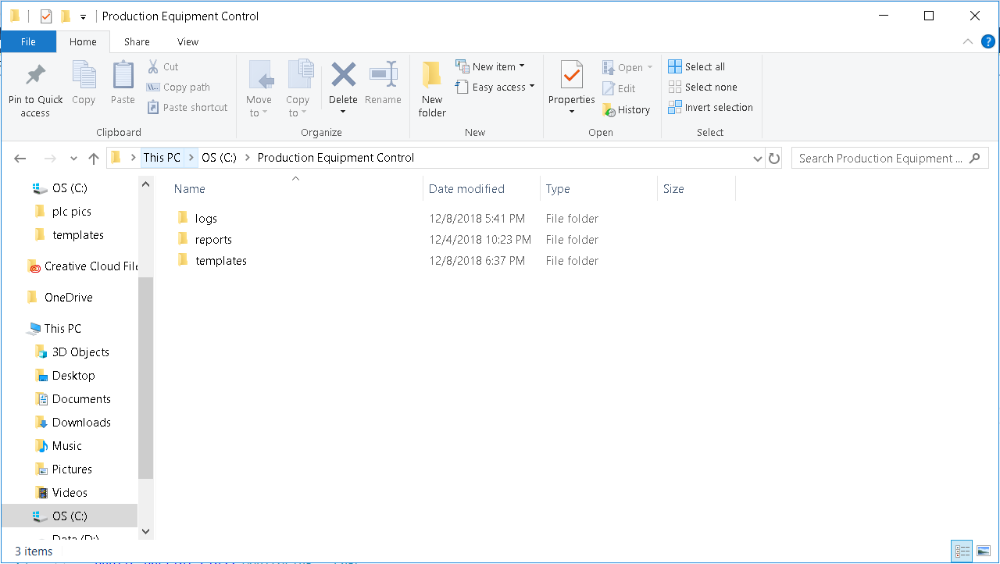 Production Equipment Control
File Home Share View
Pin to Quick access
Copy
Paste
Cut
Copy path
Paste shortcut
Clipboard
Move to
Copy to
Delete
Rename
Organize
New folder
New item
Easy access
New
Properties
Open
Edit
History
Open
Select all
Select none
Invert selection
Select
This PC OS (C:) Production Equipment Control
Search Production Equipment ...
OS (C:)
plc pics
templates
Creative Cloud File
OneDrive
This PC
3D Objects
Desktop
Documents
Downloads
Music
Pictures
Videos
OS (C:)
Data (D:)
Name Date modified Type Size
logs 12/8/2018 5:41 PM File folder
reports 12/4/2018 10:23 PM File folder
templates 12/8/2018 6:37 PM File folder
3 items